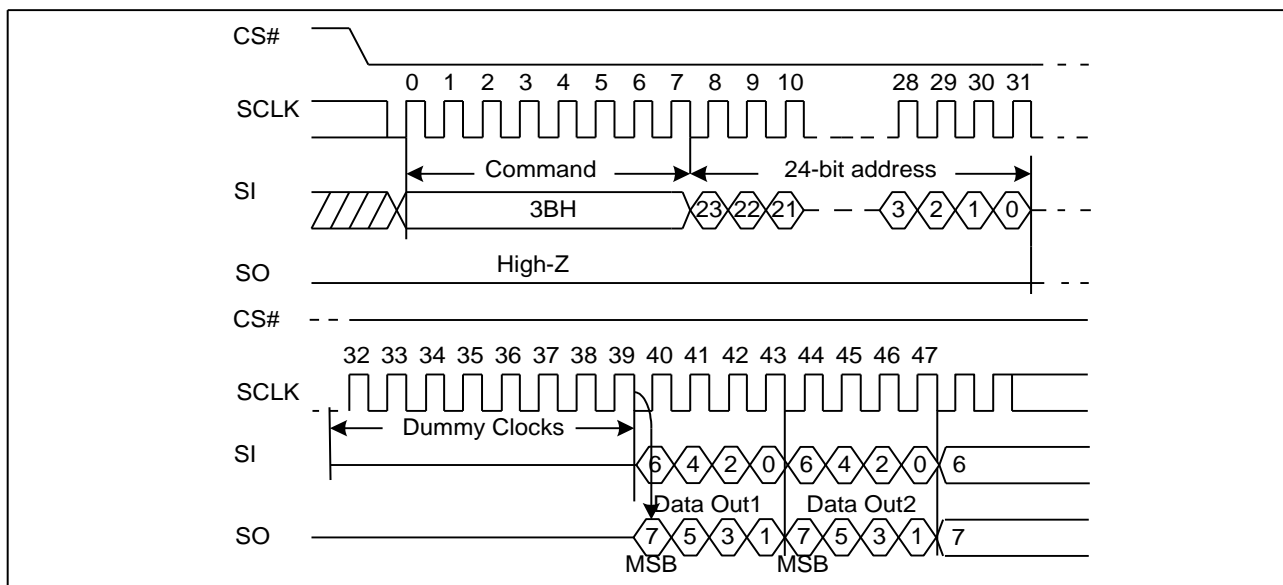 CS#
0 1 2 3 4 5 6 7 8 9 10 28 29 30 31
SCLK
Command 24-bit address
SI
3BH 23 22 21 3 2 1 0
High-Z
SO
CS#
32 33 34 35 36 37 38 39 40 41 42 43 44 45 46 47
SCLK
Dummy Clocks
SI
6 4 2 0 6 4 2 0 6
Data Out1 Data Out2
SO
7 5 3 1 7 5 3 1 7
MSB MSB